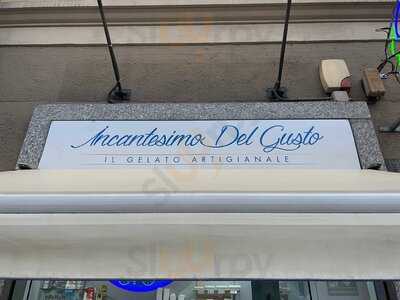 Incantesimo Del Gusto
IL GELATO ARTIGIANALE